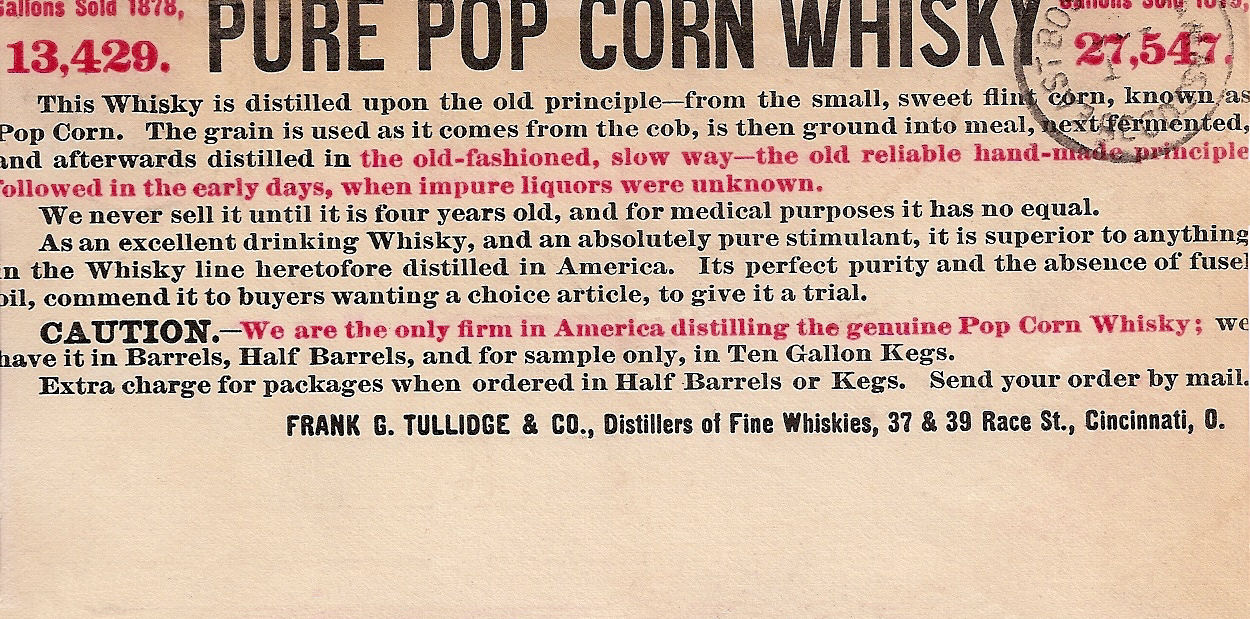 Gallons Sold 1878,
PURE POP CORN WHISKY
Gallons Sold
13,429.
27,547.
This Whisky is distilled upon the old principle—from the small, sweet flint corn, known as
Pop Corn. The grain is used as it comes from the cob, is then ground into meal, next fermented,
and afterwards distilled in the old-fashioned, slow way—the old reliable hand-made principle
followed in the early days, when impure liquors were unknown.
We never sell it until it is four years old, and for medical purposes it has no equal.
As an excellent drinking Whisky, and an absolutely pure stimulant, it is superior to anything
in the Whisky line heretofore distilled in America. Its perfect purity and the absence of fusel
oil, commend it to buyers wanting a choice article, to give it a trial.
CAUTION.—We are the only firm in America distilling the genuine Pop Corn Whisky; we
have it in Barrels, Half Barrels, and for sample only, in Ten Gallon Kegs.
Extra charge for packages when ordered in Half Barrels or Kegs. Send your order by mail.
FRANK G. TULLIDGE & CO., Distillers of Fine Whiskies, 37 & 39 Race St., Cincinnati, O.